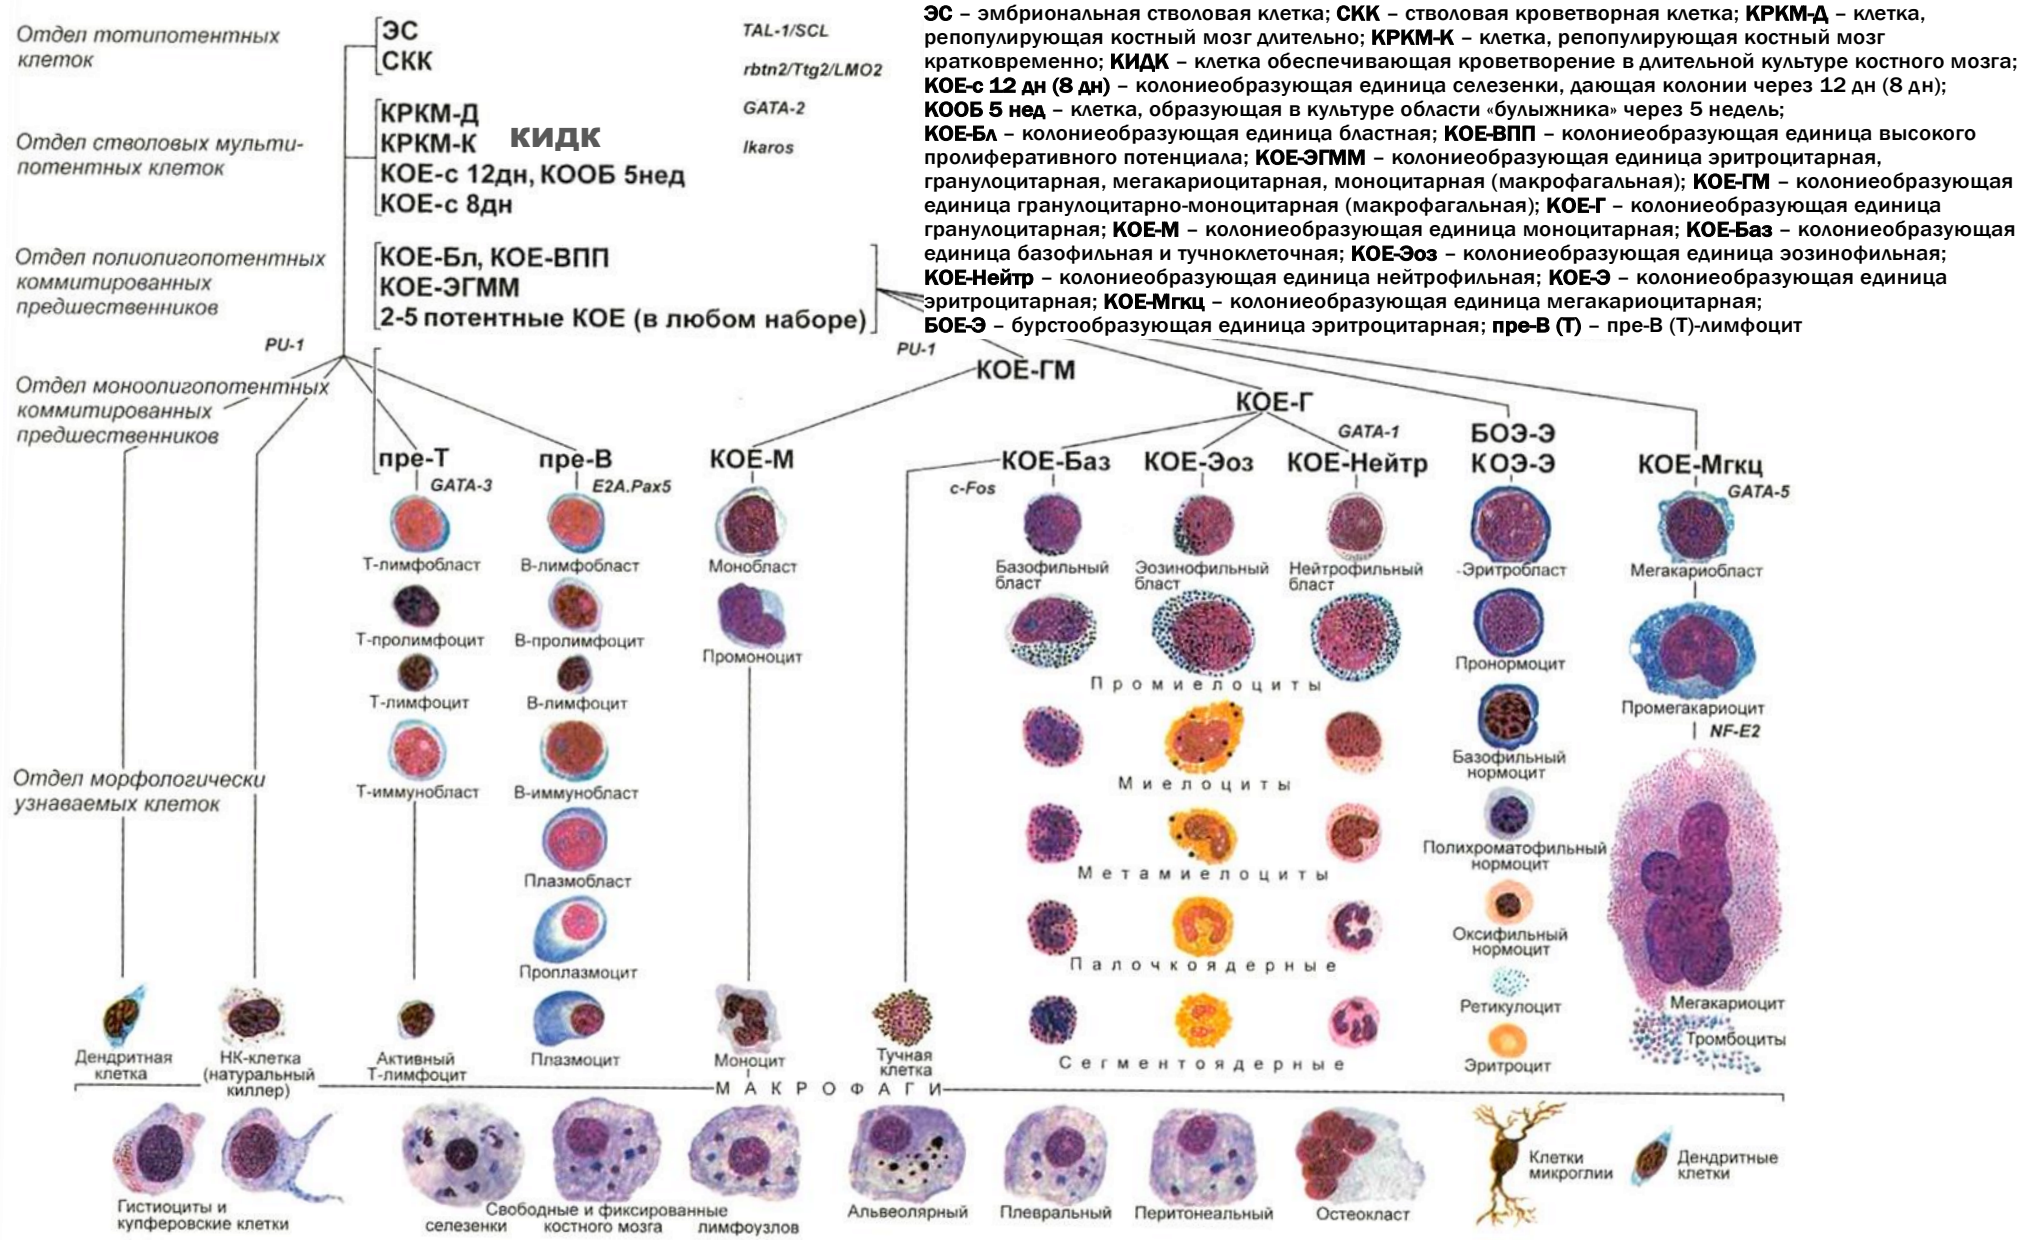 Отдел тотипотентных
клеток
ЭС
СКК
TAL-1/SCL
rbtn2/Ttg2/LMO2
ЭС – эмбриональная стволовая клетка; СКК – стволовая кроветворная клетка; КРКМ-Д – клетка,
репопулирующая костный мозг длительно; КРКМ-К – клетка, репопулирующая костный мозг
кратковременно; КИДК – клетка обеспечивающая кроветворение в длительной культуре костного мозга;
КОЕ-с 12 дн (8 дн) – колониеобразующая единица селезенки, дающая колонии через 12 дн (8 дн);
КООБ 5 нед – клетка, образующая в культуре области «булыжника» через 5 недель;
КОЕ-Бл – колониеобразующая единица бластная; КОЕ-ВПП – колониеобразующая единица высокого
пролиферативного потенциала; КОЕ-ЭГММ – колониеобразующая единица эритроцитарная,
гранулоцитарная, мегакариоцитарная, моноцитарная (макрофагальная); КОЕ-ГМ – колониеобразующая
единица гранулоцитарно-моноцитарная (макрофагальная); КОЕ-Г – колониеобразующая единица
гранулоцитарная; КОЕ-М – колониеобразующая единица моноцитарная; КОЕ-Баз – колониеобразующая
единица базофильная и тучноклеточная; КОЕ-Эоз – колониеобразующая единица эозинофильная;
КОЕ-Нейтр – колониеобразующая единица нейтрофильная; КОЕ-Э – колониеобразующая единица
эритроцитарная; КОЕ-Мгкц – колониеобразующая единица мегакариоцитарная;
БОЕ-Э – бурстообразующая единица эритроцитарная; пре-В (Т) – пре-В (Т)-лимфоцит
Отдел стволовых мульти-
потентных клеток
КРКМ-Д
КРКМ-К КИДК
КОЕ-с 12дн, КООБ 5нед
КОЕ-с 8дн
GATA-2
Ikaros
Отдел полиолигопотентных
коммитированных
предшественников
КОЕ-Бл, КОЕ-ВПП
КОЕ-ЭГММ
2-5 потентные КОЕ (в любом наборе)
PU-1
PU-1
Отдел моноолигопотентных
коммитированных
предшественников
КОЕ-ГМ
КОЕ-Г
GATA-1
пре-Т
пре-В
КОЕ-М
КОЕ-Баз
КОЕ-Эоз
КОЕ-Нейтр
БОЭ-Э
КОЭ-Э
КОЕ-Мгкц
GATA-3
E2A.Pax5
c-Fos
GATA-5
Т-лимфобласт
В-лимфобласт
Монобласт
Базофильный
бласт
Эозинофильный
бласт
Нейтрофильный
бласт
Эритробласт
Мегакариобласт
Т-пролимфоцит
В-пролимфоцит
Промоноцит
Промиелоциты
Пронормоцит
Промегакариоцит
Т-лимфоцит
В-лимфоцит
NF-E2
Отдел морфологически
узнаваемых клеток
Т-иммунобласт
В-иммунобласт
Миелоциты
Базофильный
нормоцит
Плазмобласт
Метамиелоциты
Полихроматофильный
нормоцит
Проплазмоцит
Палочкоядерные
Оксифильный
нормоцит
Ретикулоцит
Мегакариоцит
Тромбоциты
Дендритная
клетка
НК-клетка
(натуральный
киллер)
Активный
Т-лимфоцит
Плазмоцит
Моноцит
Тучная
клетка
Сегментоядерные
Эритроцит
МАКРОФАГИ
Гистиоциты и
купферовские клетки
Свободные и фиксированные
селезенки
костного мозга
лимфоузлов
Альвеолярный
Плевральный
Перитонеальный
Остеокласт
Клетки
микроглии
Дендритные
клетки